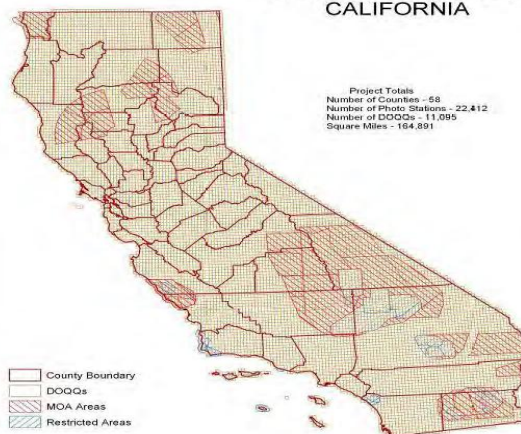 CALIFORNIA
Project Totals
Number of Counties - 58
Number of Photo Stations - 22,412
Number of DOQQs - 11,095
Square Miles - 164,891
County Boundary
DOQQs
MOA Areas
Restricted Areas